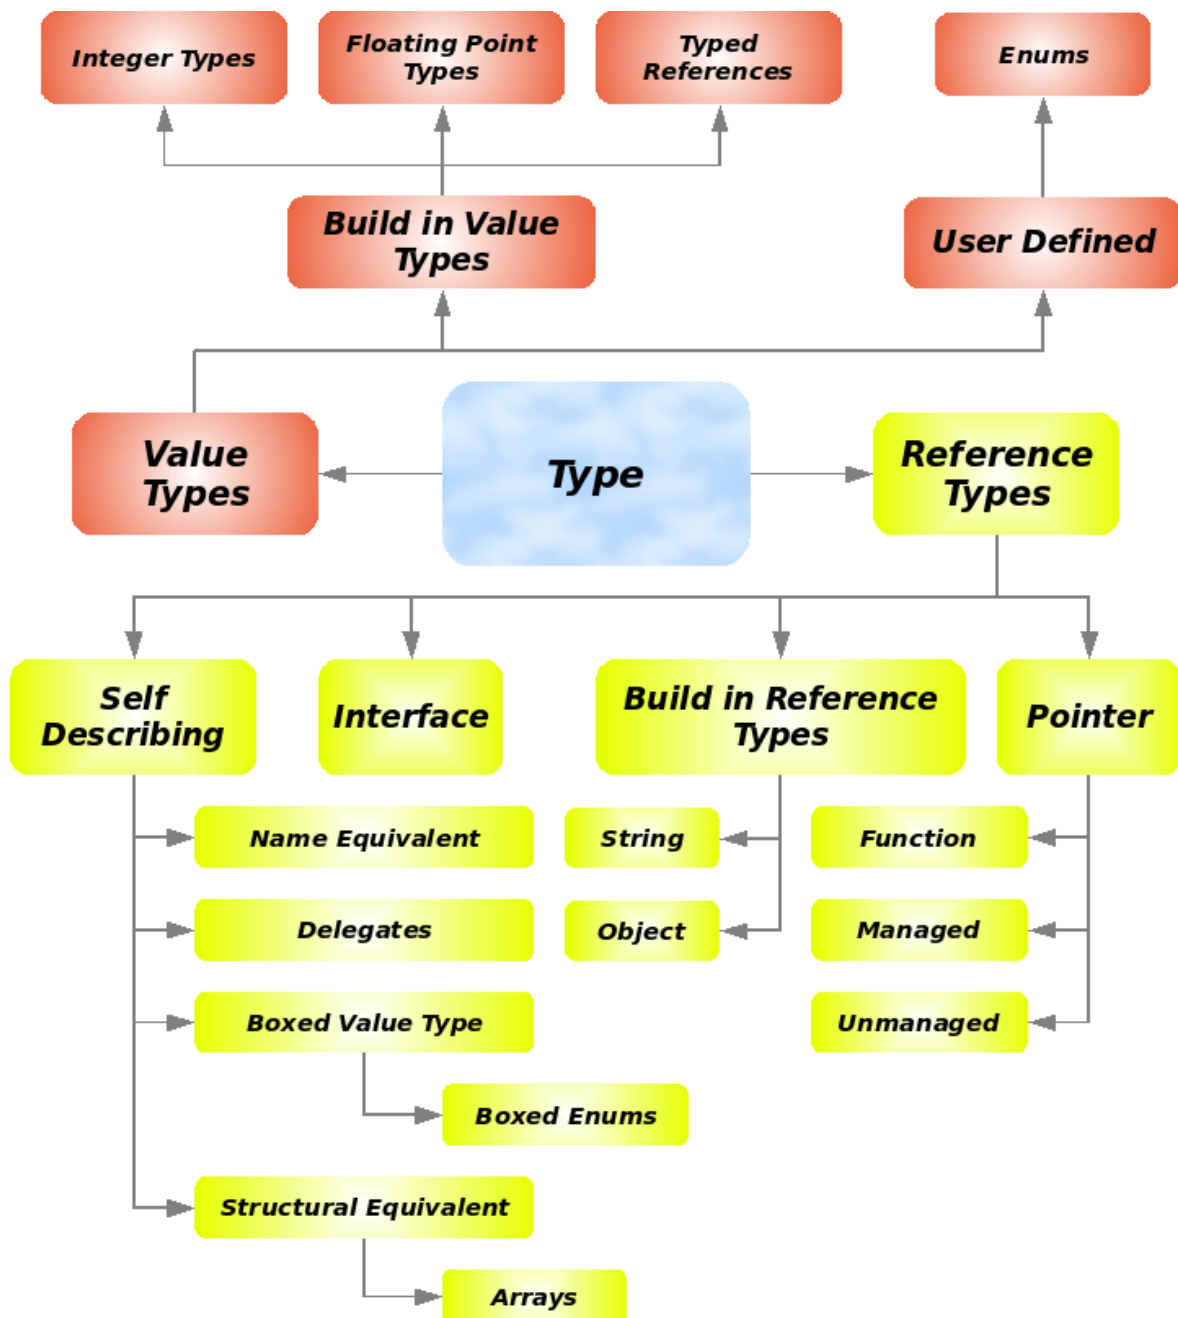 Integer Types
Floating Point
Types
Typed
References
Enums
Build in Value
Types
User Defined
Value
Types
Type
Reference
Types
Self
Describing
Interface
Build in Reference
Types
Pointer
Name Equivalent
String
Function
Delegates
Object
Managed
Boxed Value Type
Unmanaged
Boxed Enums
Structural Equivalent
Arrays